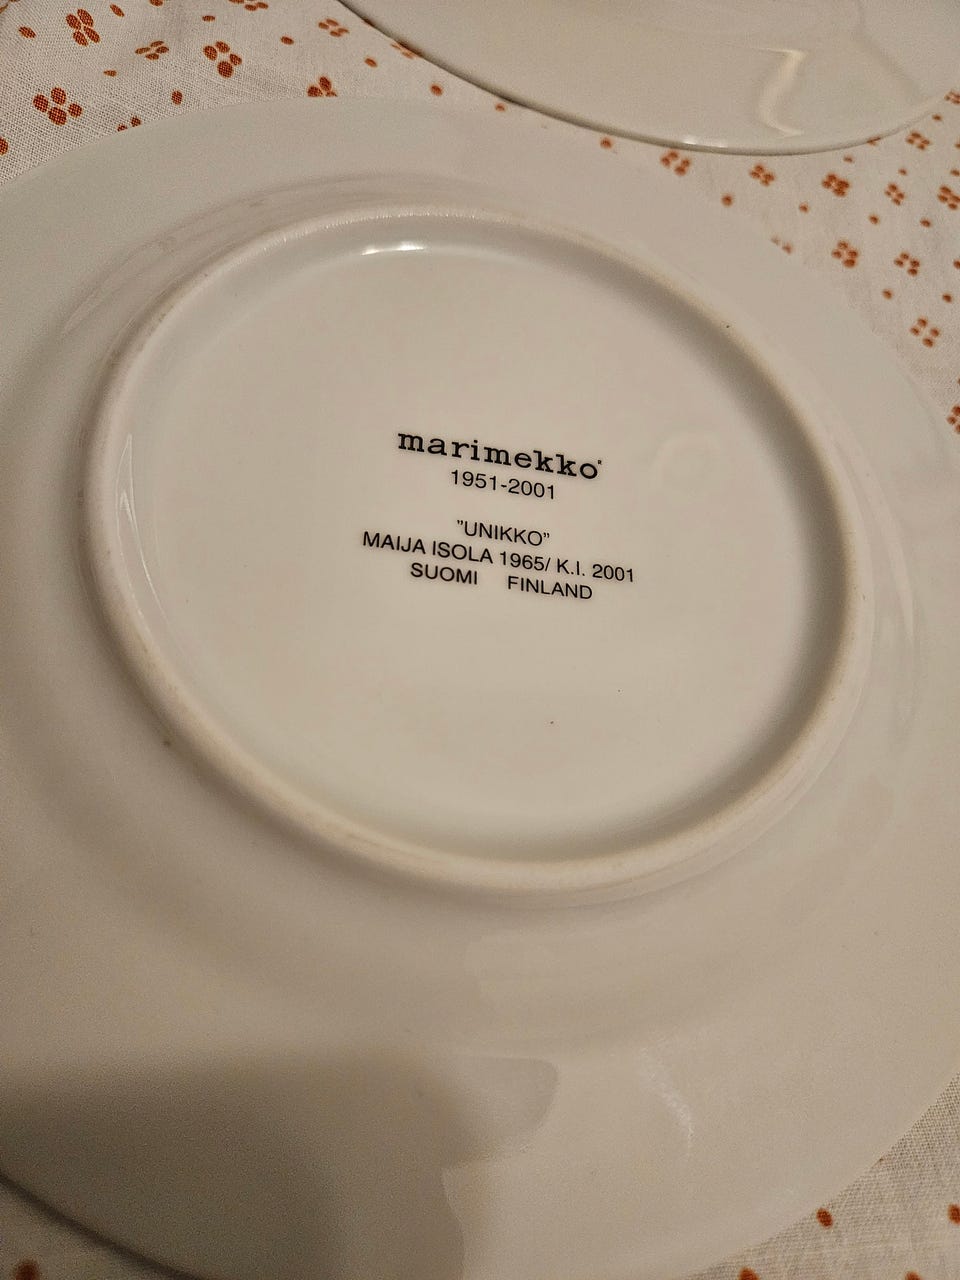 marimekko®
1951-2001
"UNIKKO"
MAIJA ISOLA 1965/ K.I. 2001
SUOMI FINLAND